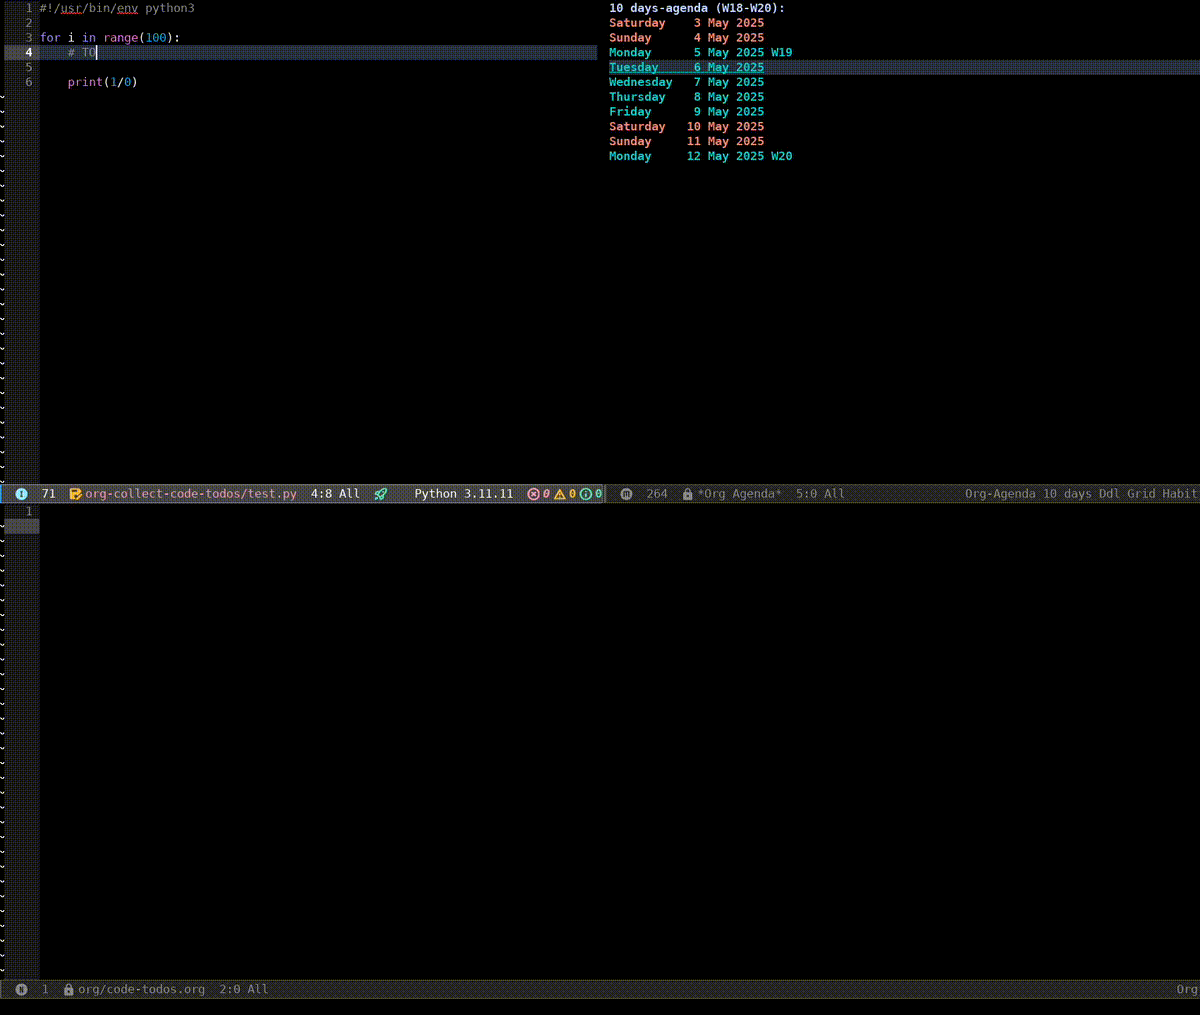 1 #!/usr/bin/env python3
2
3 for i in range(100):
4     # TO
5
6     print(1/0)
10 days-agenda (W18-W20):
Saturday    3 May 2025
Sunday      4 May 2025
Monday      5 May 2025 W19
Tuesday     6 May 2025
Wednesday   7 May 2025
Thursday    8 May 2025
Friday      9 May 2025
Saturday   10 May 2025
Sunday     11 May 2025
Monday     12 May 2025 W20
I 71 org-collect-code-todos/test.py 4:8 All Python 3.11.11 0 0 0
m 264 *Org Agenda* 5:0 All Org-Agenda 10 days Ddl Grid Habit
1
N 1 org/code-todos.org 2:0 All Org